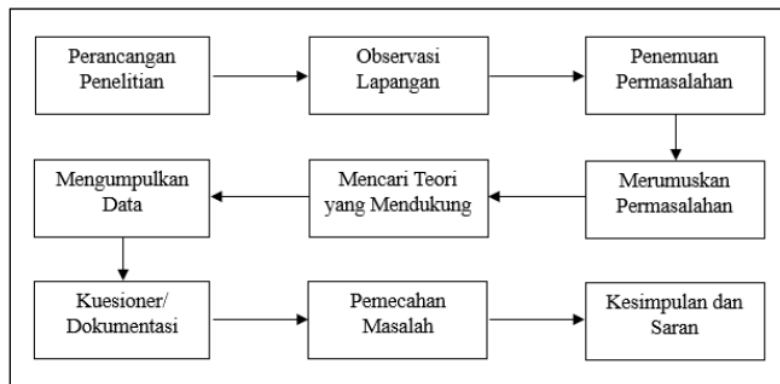 Perancangan
Penelitian
Observasi
Lapangan
Penemuan
Permasalahan
Merumuskan
Permasalahan
Mencari Teori
yang Mendukung
Mengumpulkan
Data
Kuesioner/
Dokumentasi
Pemecahan
Masalah
Kesimpulan dan
Saran